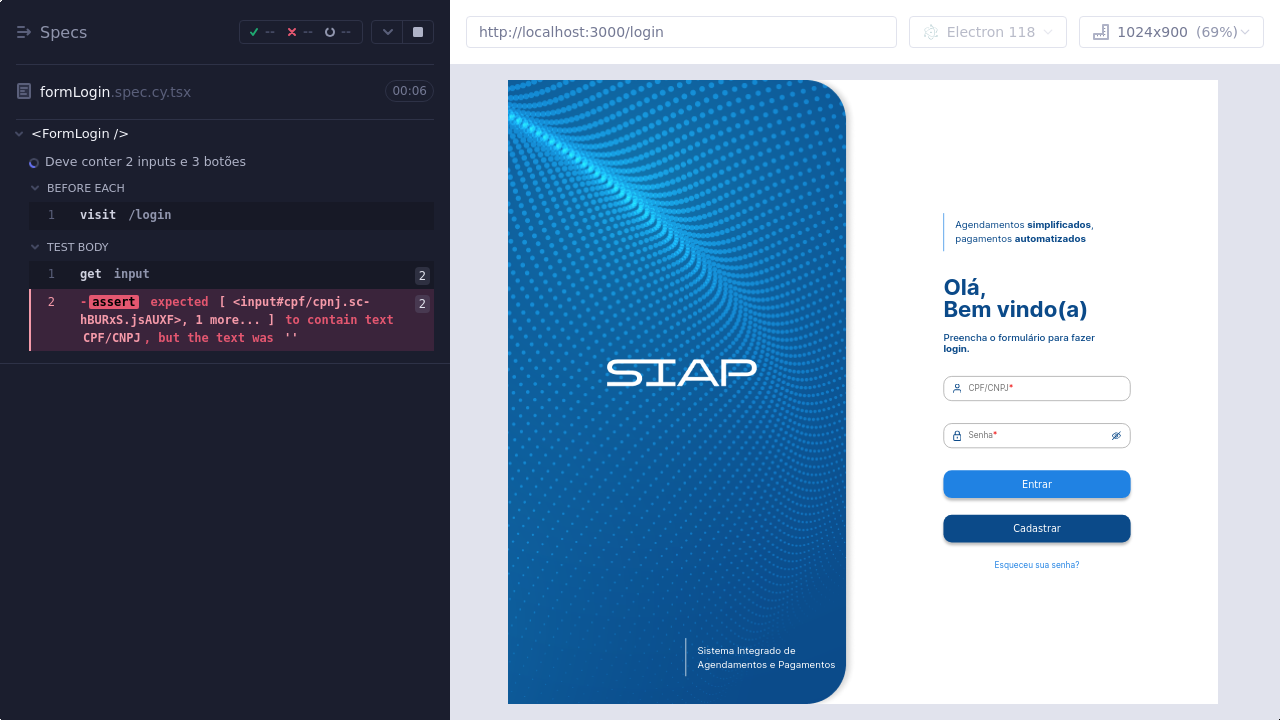 Specs
-- -- --
http://localhost:3000/login
Electron 118
1024x900 (69%)
formLogin.spec.cy.tsx
00:06
<FormLogin />
Deve conter 2 inputs e 3 botões
BEFORE EACH
1 visit /login
TEST BODY
1 get input 2
2 -assert expected [ <input#cpf/cpnj.sc-
hBURxS.jsAUXF>, 1 more... ] to contain text
CPF/CNPJ, but the text was ''
2
SIAP
Sistema Integrado de
Agendamentos e Pagamentos
Agendamentos simplificados,
pagamentos automatizados
Olá,
Bem vindo(a)
Preencha o formulário para fazer
login.
CPF/CNPJ*
Senha*
Entrar
Cadastrar
Esqueceu sua senha?